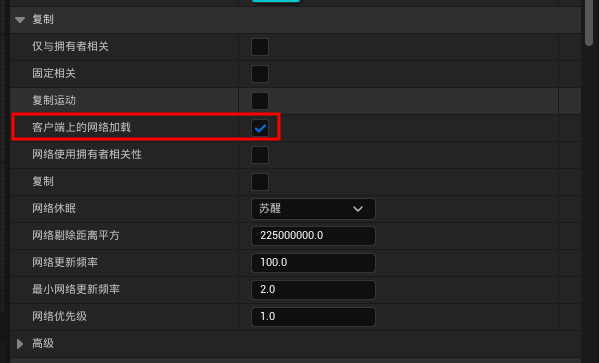 复制
仅与拥有者相关
固定相关
复制运动
客户端上的网络加载
网络使用拥有者相关性
复制
网络休眠 苏醒
网络剔除距离平方 225000000.0
网络更新频率 100.0
最小网络更新频率 2.0
网络优先级 1.0
高级